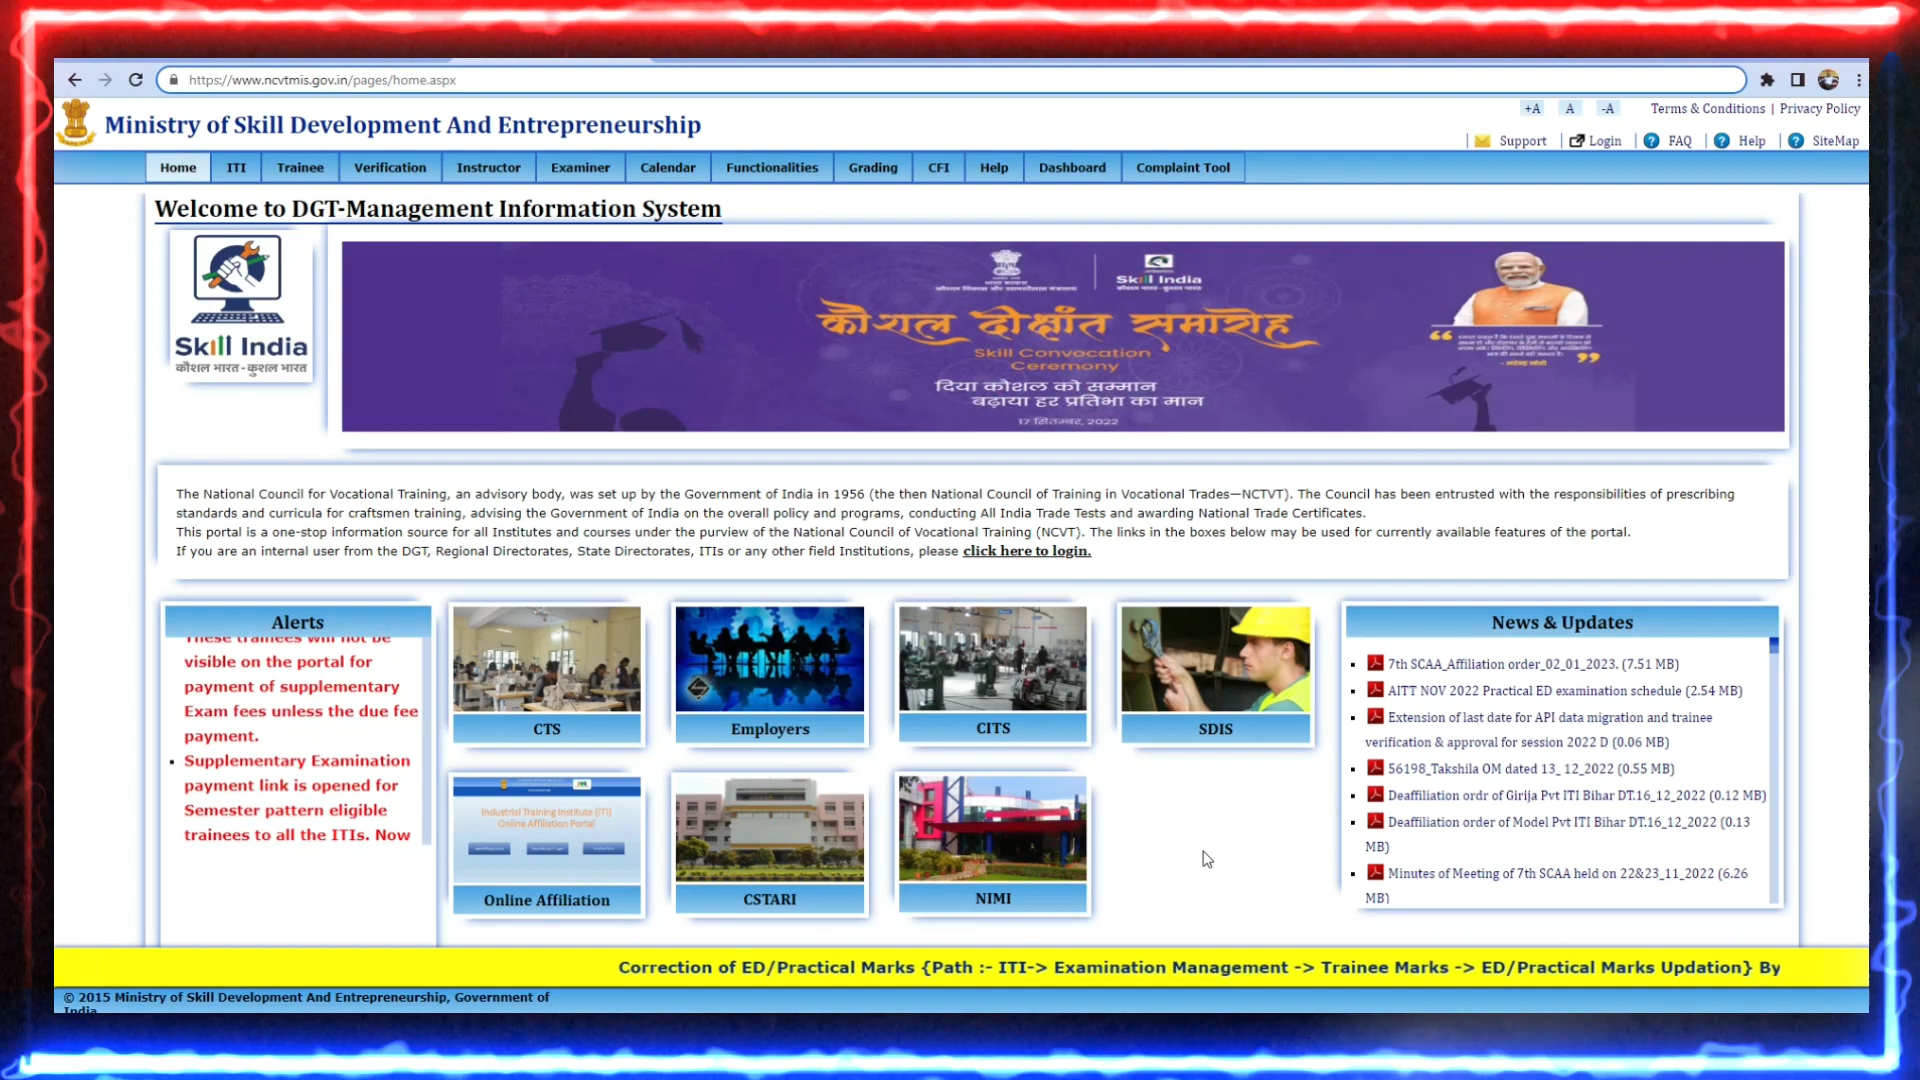 https://www.ncvtmis.gov.in/pages/home.aspx
+A A -A Terms & Conditions | Privacy Policy
Ministry of Skill Development And Entrepreneurship
Support Login FAQ Help SiteMap
Home ITI Trainee Verification Instructor Examiner Calendar Functionalities Grading CFI Help Dashboard Complaint Tool
Welcome to DGT-Management Information System
Skill India
कौशल भारत-कुशल भारत
Skill India
कौशल दीक्षांत समारोह
Skill Convocation
Ceremony
दिया कौशल को सम्मान
बढ़ाया हर प्रतिभा का मान
17 सितम्बर, 2022
The National Council for Vocational Training, an advisory body, was set up by the Government of India in 1956 (the then National Council of Training in Vocational Trades—NCTVT). The Council has been entrusted with the responsibilities of prescribing
standards and curricula for craftsmen training, advising the Government of India on the overall policy and programs, conducting All India Trade Tests and awarding National Trade Certificates.
This portal is a one-stop information source for all Institutes and courses under the purview of the National Council of Vocational Training (NCVT). The links in the boxes below may be used for currently available features of the portal.
If you are an internal user from the DGT, Regional Directorates, State Directorates, ITIs or any other field Institutions, please click here to login.
Alerts
These trainees will not be
visible on the portal for
payment of supplementary
Exam fees unless the due fee
payment.
Supplementary Examination
payment link is opened for
Semester pattern eligible
trainees to all the ITIs. Now
CTS
Employers
CITS
SDIS
Industrial Training Institute (ITI)
Online Affiliation Portal
Online Affiliation
CSTARI
NIMI
News & Updates
7th SCAA_Affiliation order_02_01_2023. (7.51 MB)
AITT NOV 2022 Practical ED examination schedule (2.54 MB)
Extension of last date for API data migration and trainee
verification & approval for session 2022 D (0.06 MB)
56198_Takshila OM dated 13_ 12_2022 (0.55 MB)
Deaffiliation ordr of Girija Pvt ITI Bihar DT.16_12_2022 (0.12 MB)
Deaffiliation order of Model Pvt ITI Bihar DT.16_12_2022 (0.13
MB)
Minutes of Meeting of 7th SCAA held on 22&23_11_2022 (6.26
MB)
Correction of ED/Practical Marks {Path :- ITI-> Examination Management -> Trainee Marks -> ED/Practical Marks Updation} By
© 2015 Ministry of Skill Development And Entrepreneurship, Government of
India